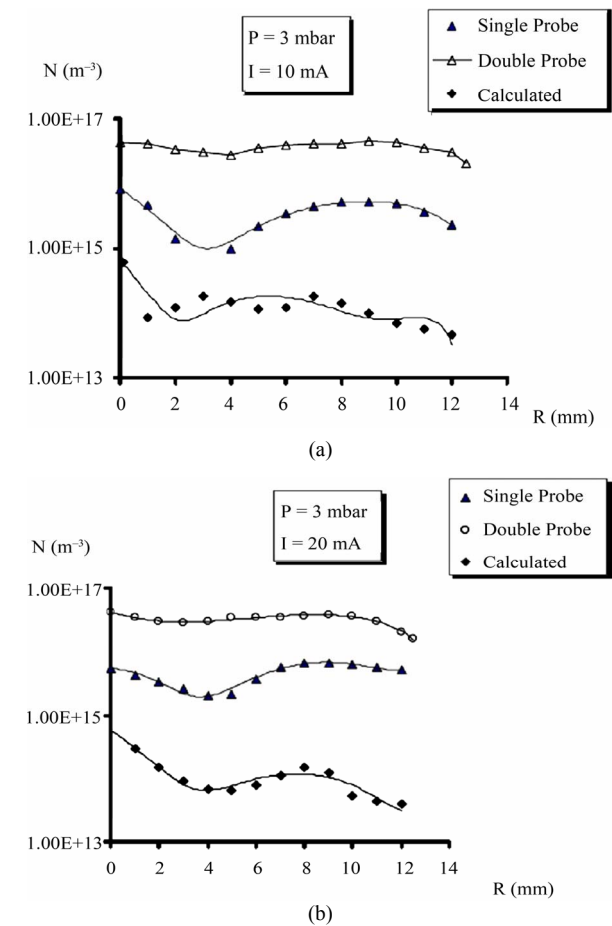 P = 3 mbar
I = 10 mA
Single Probe
Double Probe
Calculated
N (m⁻³)
1.00E+17
1.00E+15
1.00E+13
0 2 4 6 8 10 12 14
R (mm)
(a)
P = 3 mbar
I = 20 mA
Single Probe
Double Probe
Calculated
N (m⁻³)
1.00E+17
1.00E+15
1.00E+13
0 2 4 6 8 10 12 14
R (mm)
(b)